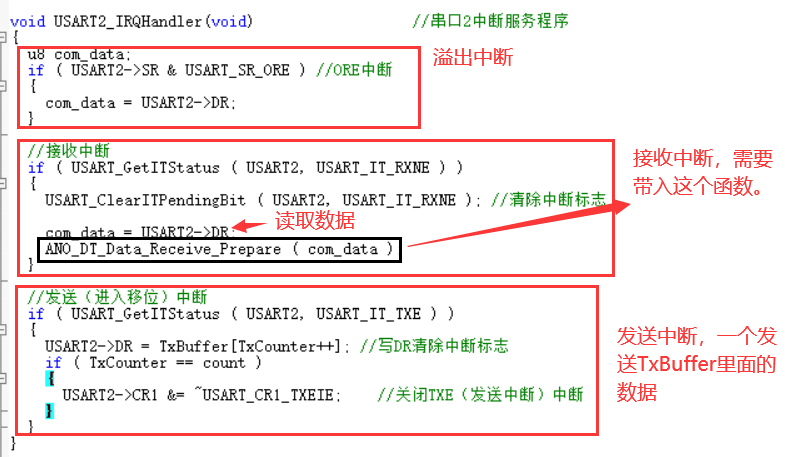 void USART2_IRQHandler(void) //串口2中断服务程序
{
u8 com_data;
if ( USART2->SR & USART_SR_ORE ) //ORE中断
{
com_data = USART2->DR;
}
溢出中断
//接收中断
if ( USART_GetITStatus ( USART2, USART_IT_RXNE ) )
{
USART_ClearITPendingBit ( USART2, USART_IT_RXNE ); //清除中断标志
com_data = USART2->DR;
读取数据
ANO_DT_Data_Receive_Prepare ( com_data )
}
接收中断，需要
带入这个函数。
//发送（进入移位）中断
if ( USART_GetITStatus ( USART2, USART_IT_TXE ) )
{
USART2->DR = TxBuffer[TxCounter++]; //写DR清除中断标志
if ( TxCounter == count )
{
USART2->CR1 &= ~USART_CR1_TXEIE; //关闭TXE（发送中断）中断
}
}
}
发送中断，一个发
送TxBuffer里面的
数据